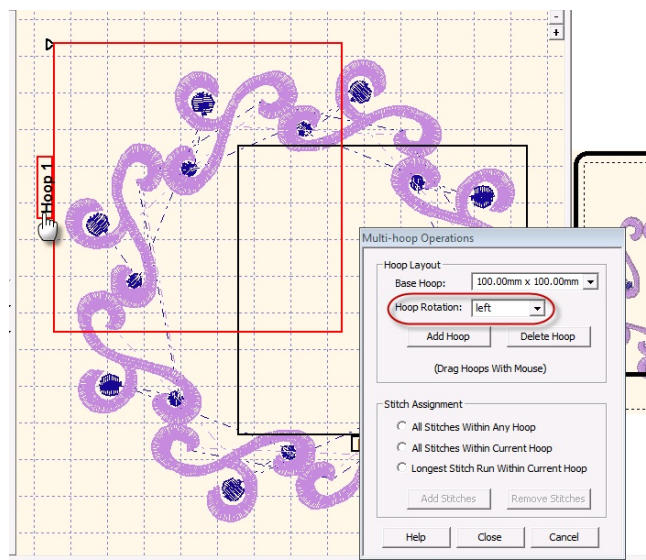 -
+
Hoop 1
Multi-hoop Operations
Hoop Layout
Base Hoop: 100.00mm x 100.00mm
Hoop Rotation: left
Add Hoop Delete Hoop
(Drag Hoops With Mouse)
Stitch Assignment
All Stitches Within Any Hoop
All Stitches Within Current Hoop
Longest Stitch Run Within Current Hoop
Add Stitches Remove Stitches
Help Close Cancel